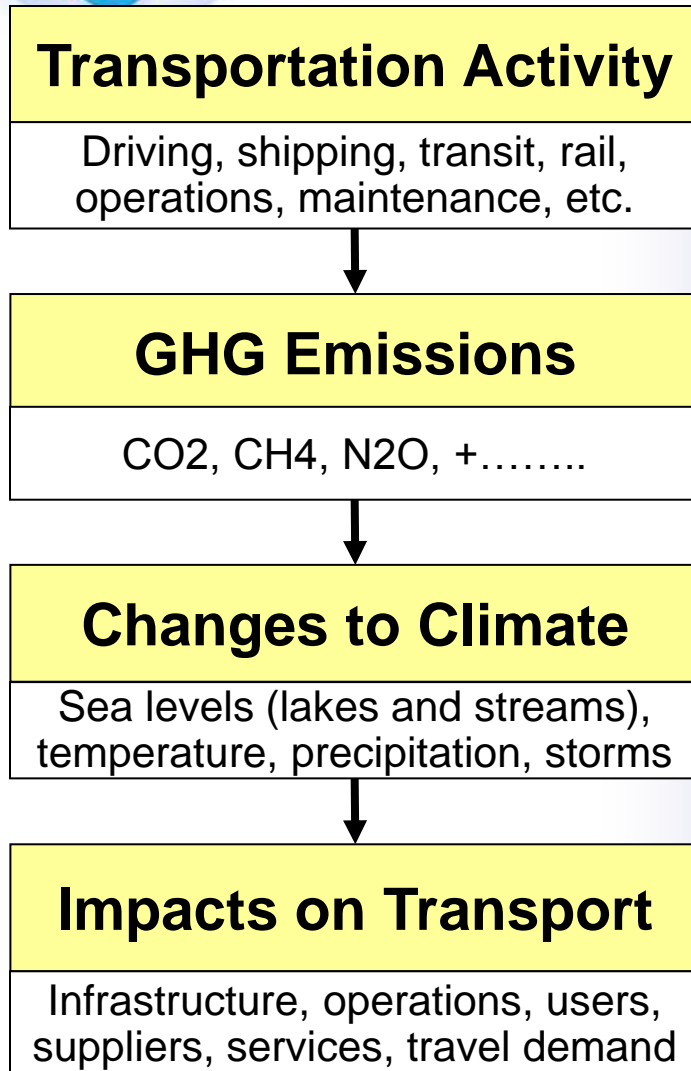 Transportation Activity
Driving, shipping, transit, rail,
operations, maintenance, etc.
GHG Emissions
CO2, CH4, N2O, +……..
Changes to Climate
Sea levels (lakes and streams),
temperature, precipitation, storms
Impacts on Transport
Infrastructure, operations, users,
suppliers, services, travel demand